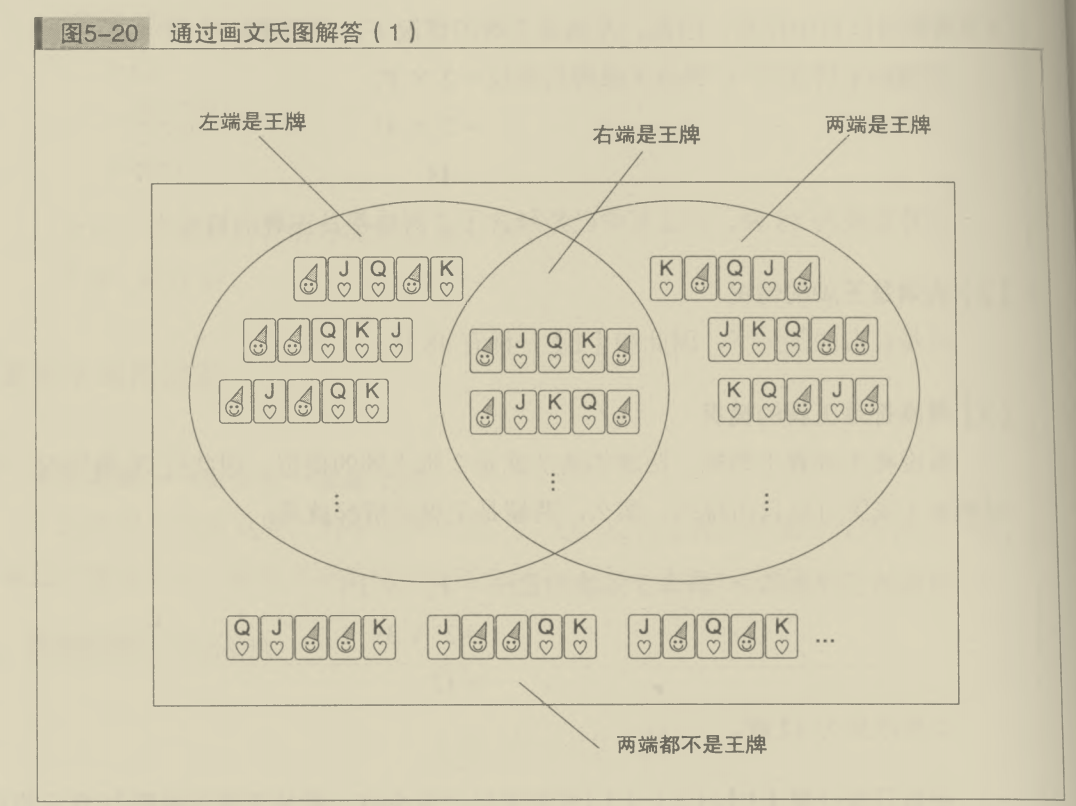 图5-20 通过画文氏图解答(1)
左端是王牌
右端是王牌
两端是王牌
J Q K
K Q J
Q K J
J Q K
J K Q
J Q K
J K Q
K Q J
⋮
⋮
⋮
Q J K
J Q K
J Q K …
两端都不是王牌